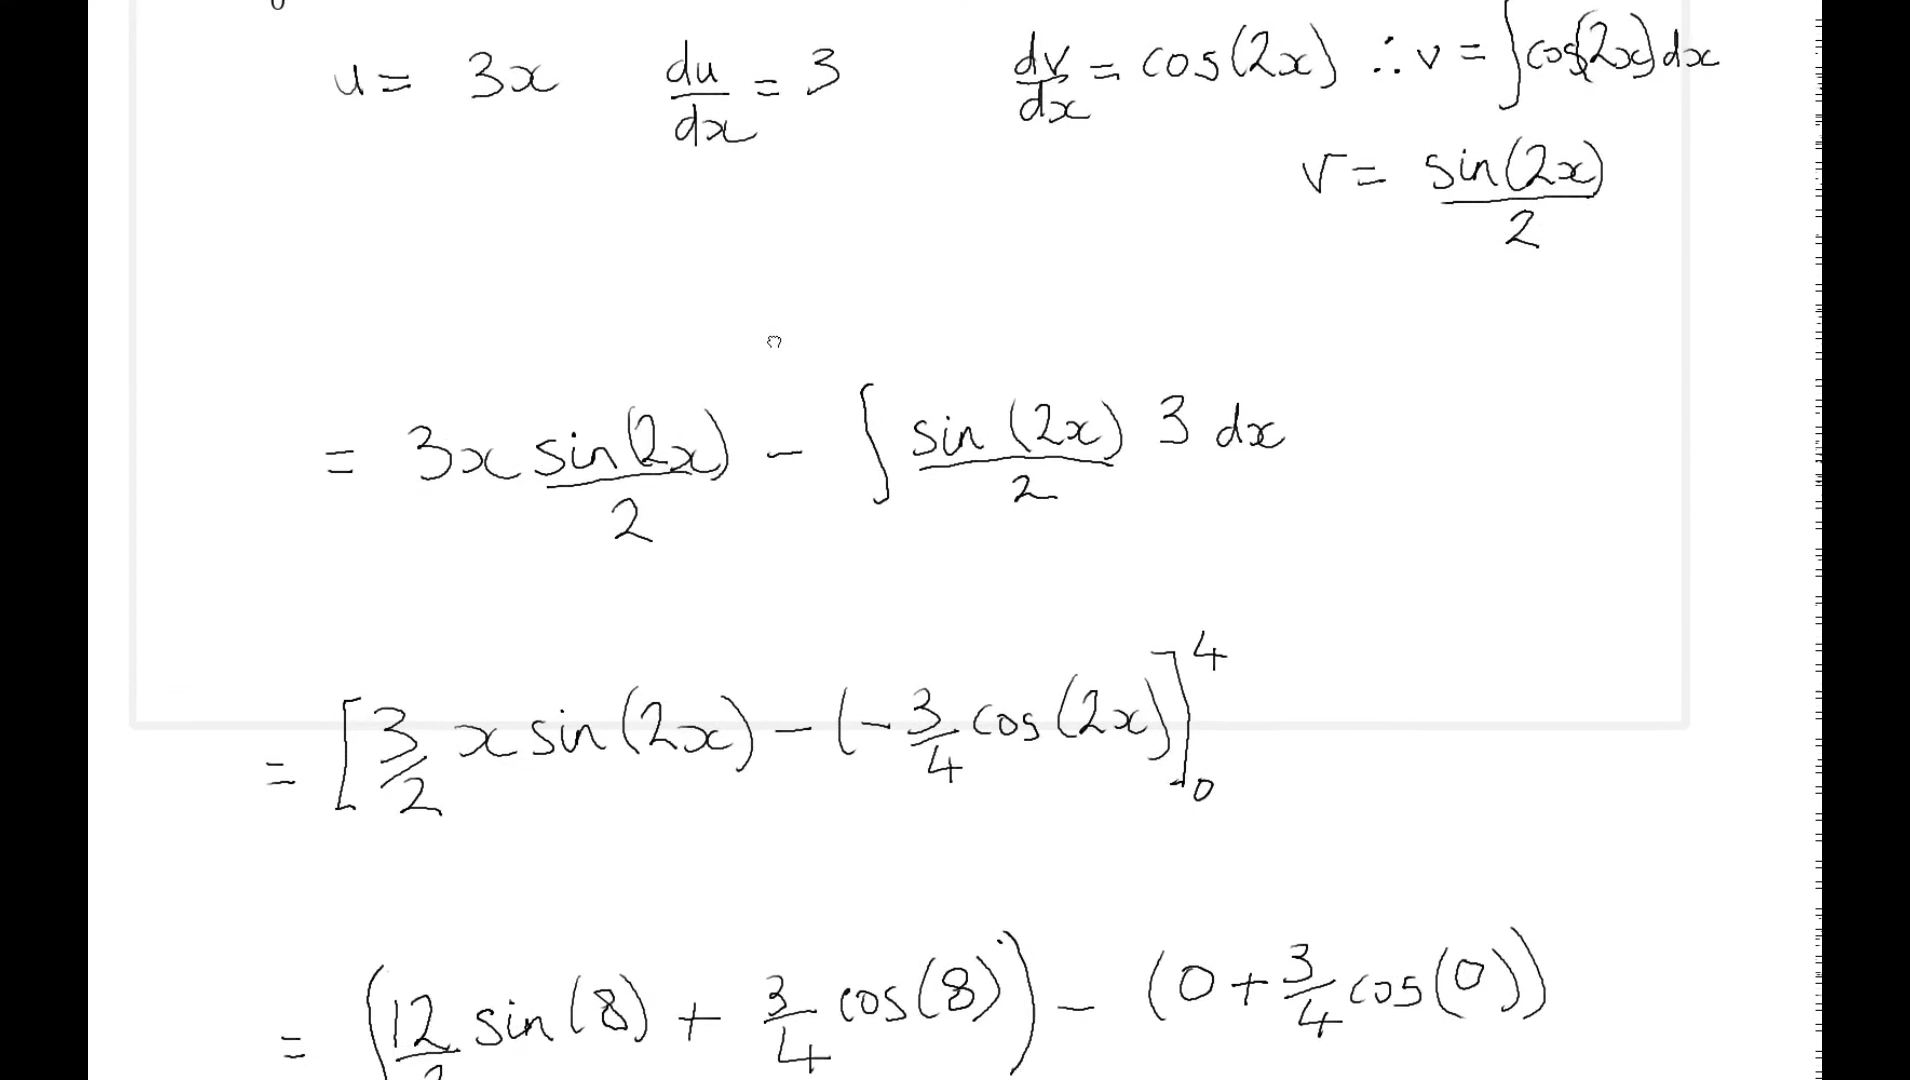 u = 3x    du/dx = 3    dv/dx = cos(2x) ∴ v = ∫cos(2x)dx
v = sin(2x)/2
= 3x sin(2x)/2 − ∫ sin(2x)/2 3 dx
= [3/2 x sin(2x) − (−3/4 cos(2x)]⁴₀
= (12/2 sin(8) + 3/4 cos(8)) − (0 + 3/4 cos(0))